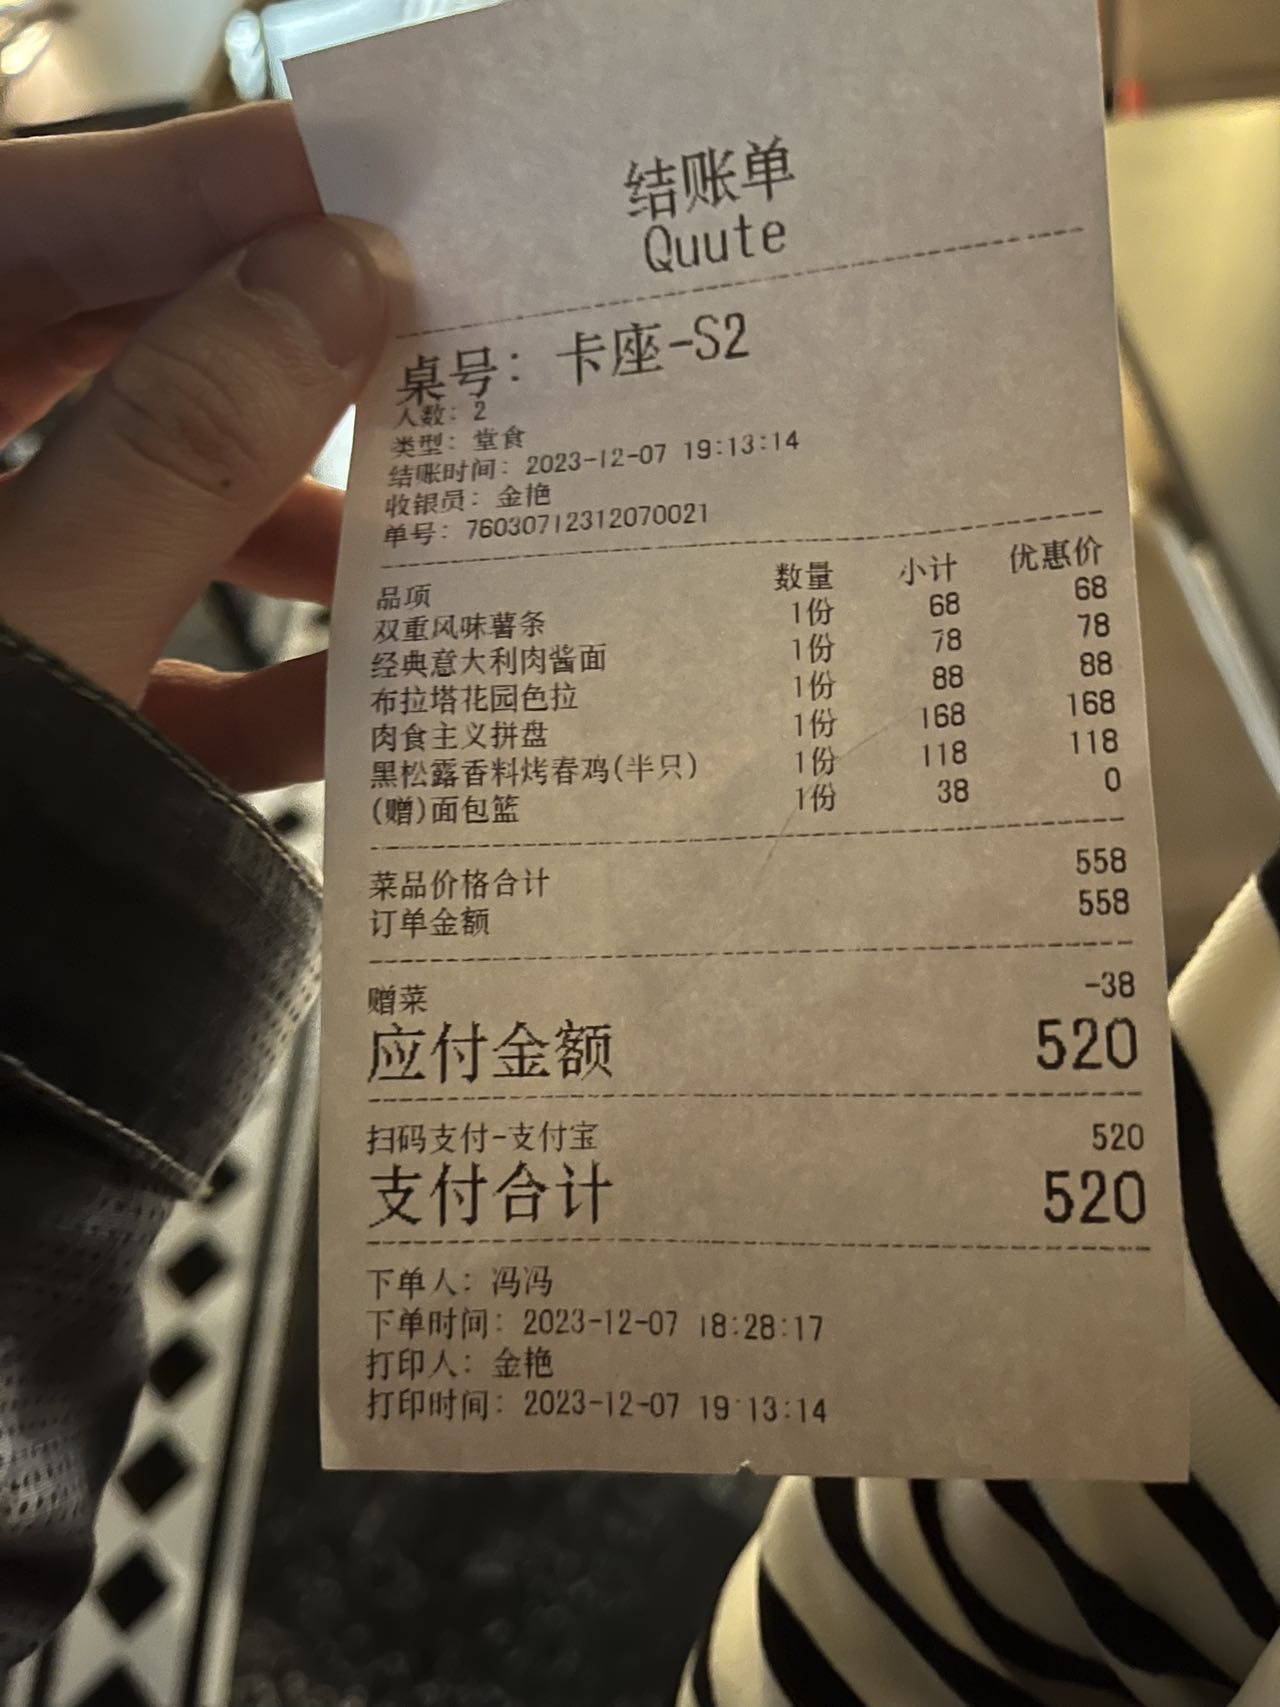 结账单
Quute
桌号：卡座-S2
人数：2
类型：堂食
结账时间：2023-12-07 19:13:14
收银员：金艳
单号：76030712312070021
品项 数量 小计 优惠价
双重风味薯条 1份 68 68
经典意大利肉酱面 1份 78 78
布拉塔花园色拉 1份 88 88
肉食主义拼盘 1份 168 168
黑松露香料烤春鸡(半只) 1份 118 118
(赠)面包篮 1份 38 0
菜品价格合计 558
订单金额 558
赠菜 -38
应付金额 520
扫码支付-支付宝 520
支付合计 520
下单人：冯冯
下单时间：2023-12-07 18:28:17
打印人：金艳
打印时间：2023-12-07 19:13:14